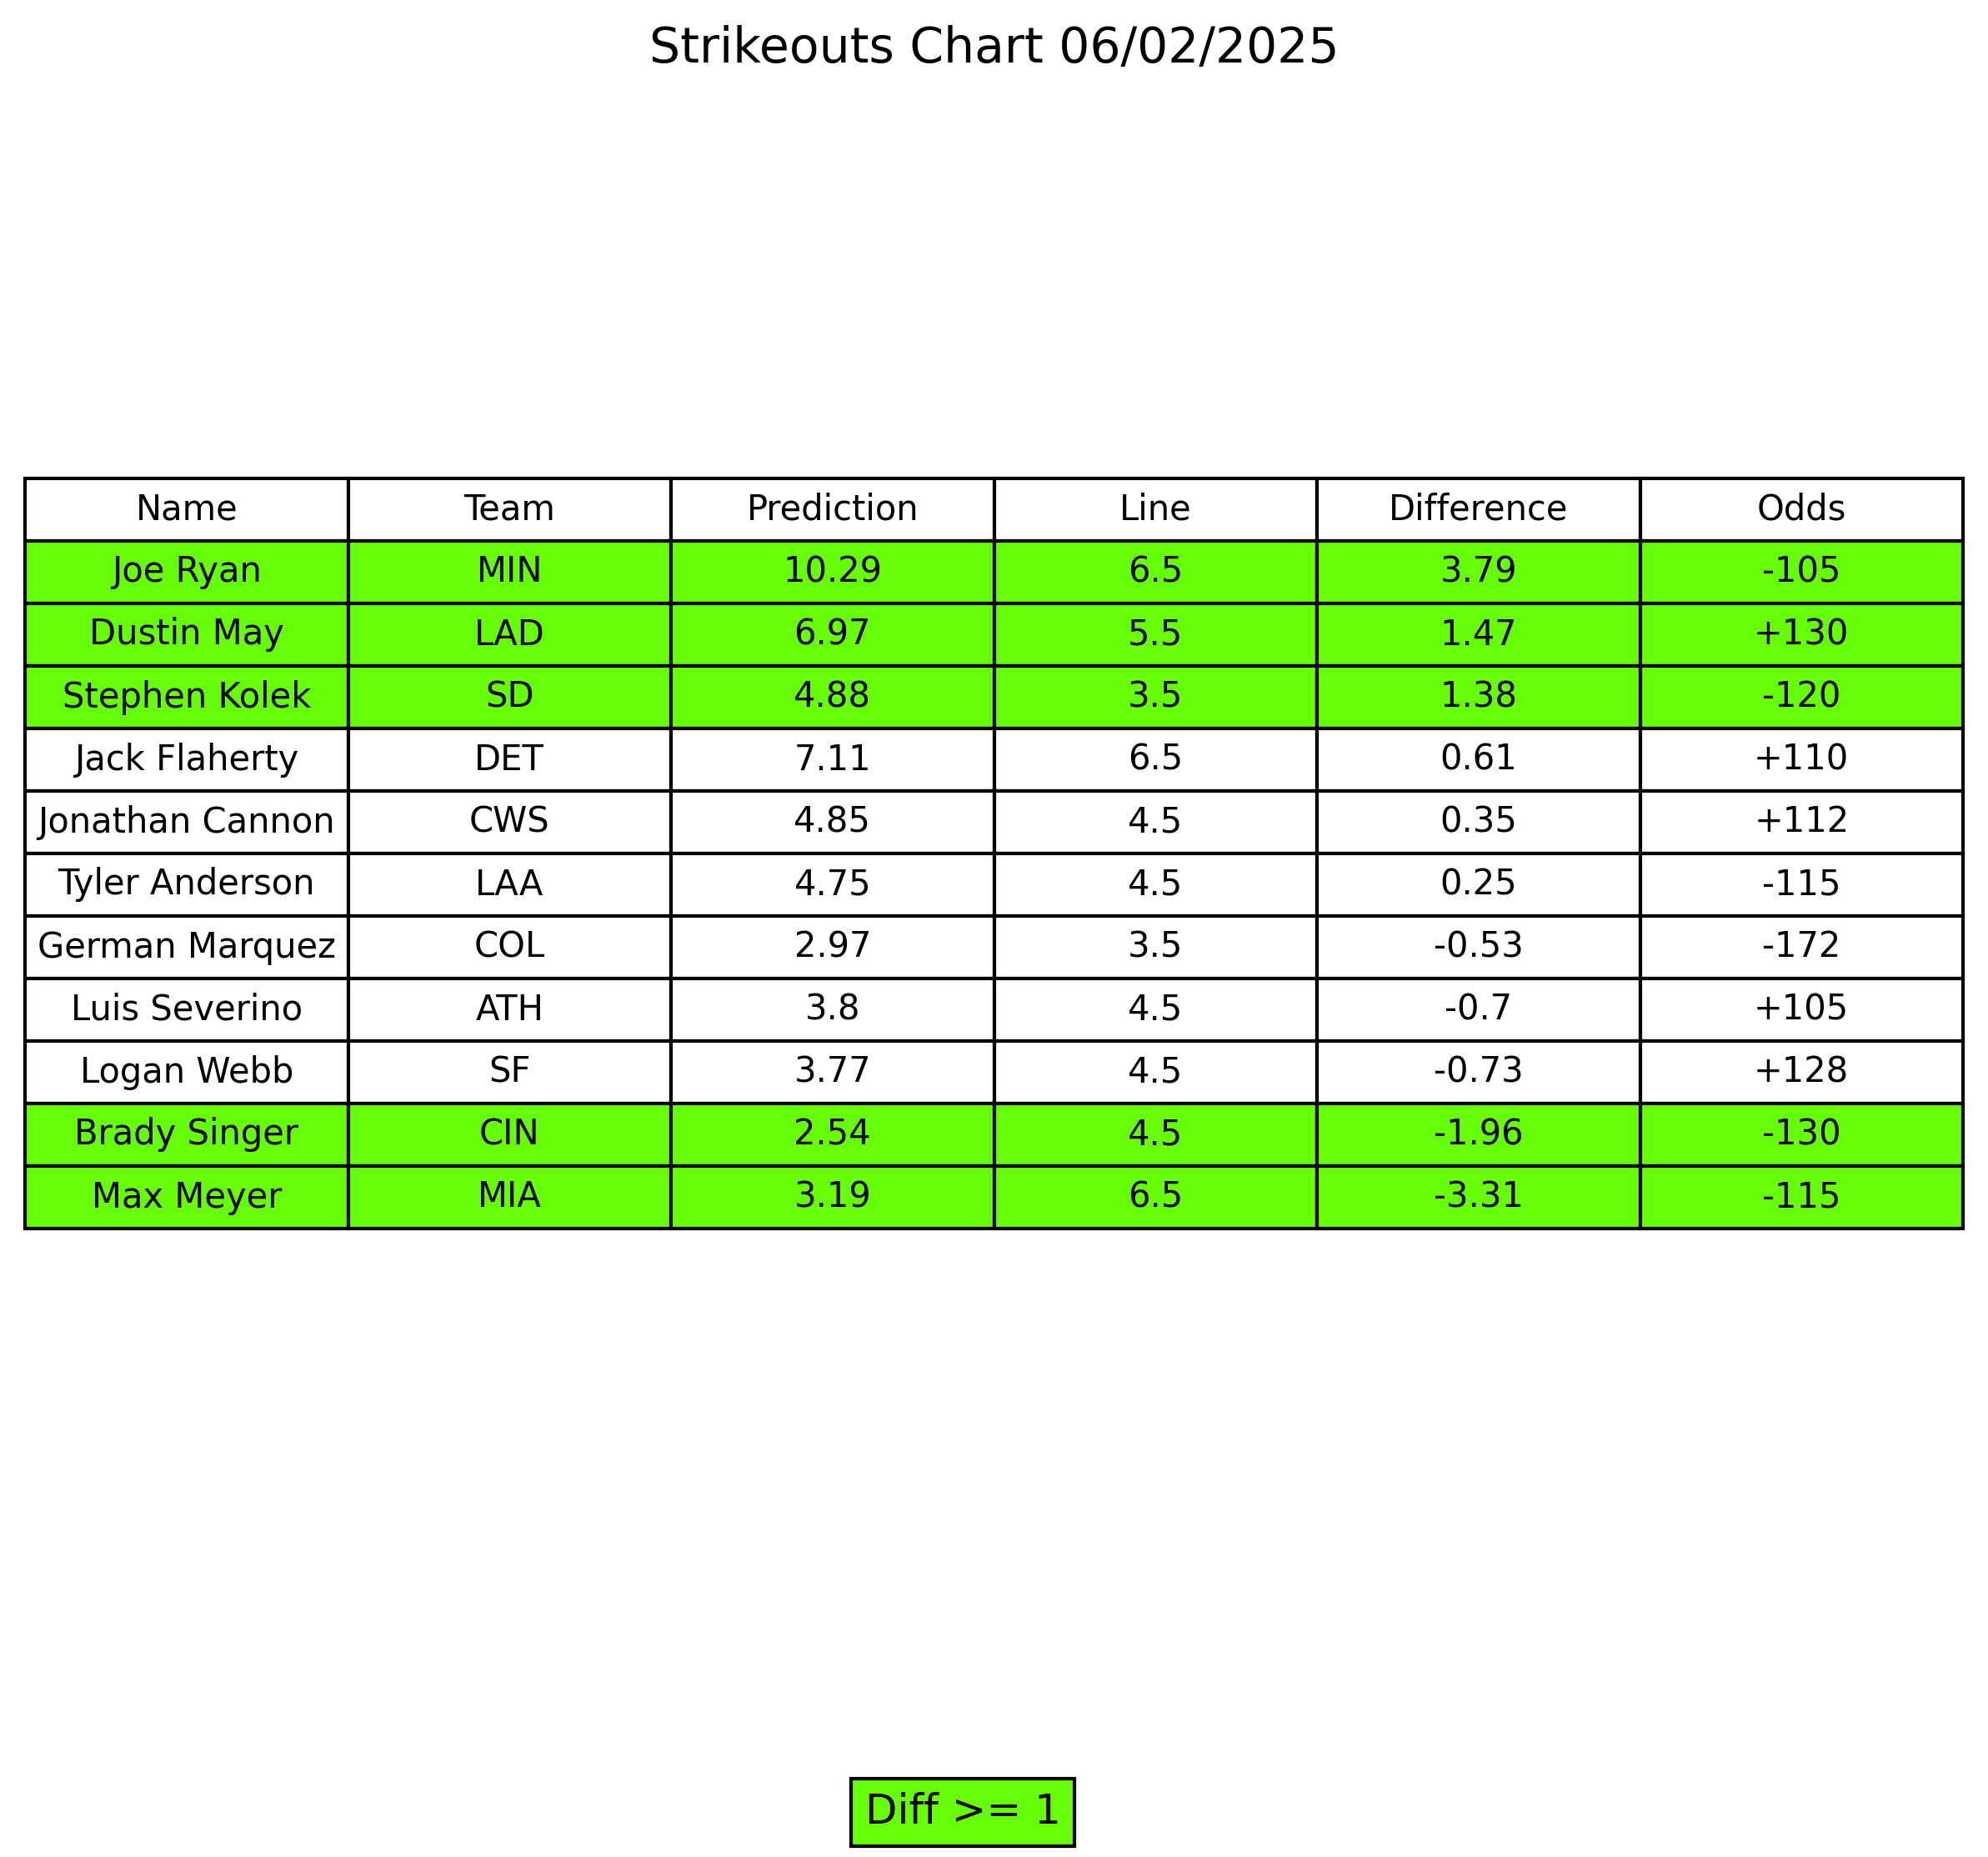 Strikeouts Chart 06/02/2025
Name Team Prediction Line Difference Odds
Joe Ryan MIN 10.29 6.5 3.79 -105
Dustin May LAD 6.97 5.5 1.47 +130
Stephen Kolek SD 4.88 3.5 1.38 -120
Jack Flaherty DET 7.11 6.5 0.61 +110
Jonathan Cannon CWS 4.85 4.5 0.35 +112
Tyler Anderson LAA 4.75 4.5 0.25 -115
German Marquez COL 2.97 3.5 -0.53 -172
Luis Severino ATH 3.8 4.5 -0.7 +105
Logan Webb SF 3.77 4.5 -0.73 +128
Brady Singer CIN 2.54 4.5 -1.96 -130
Max Meyer MIA 3.19 6.5 -3.31 -115
Diff >= 1